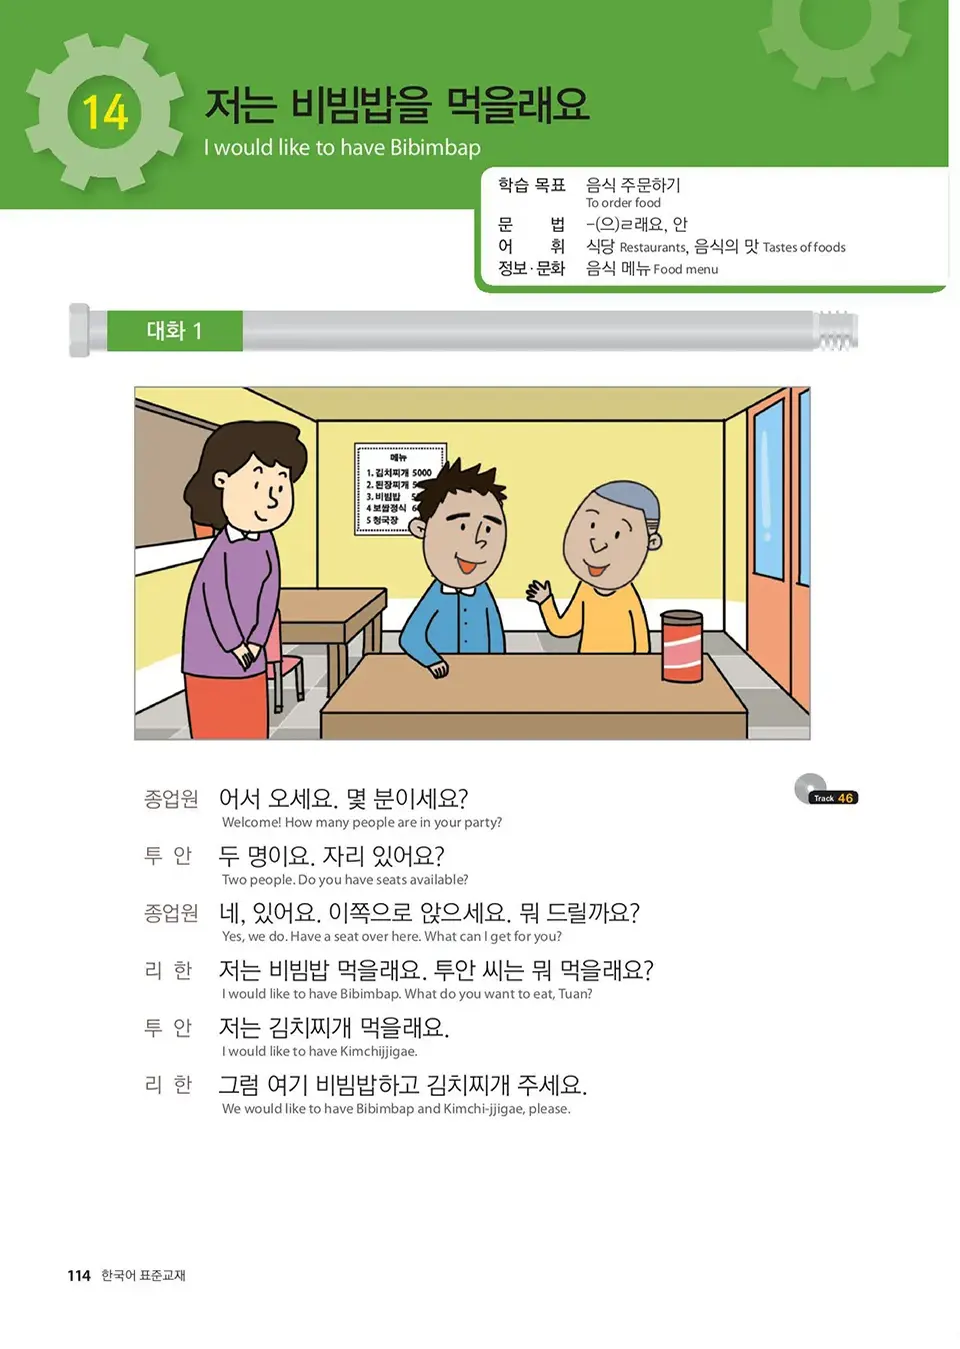 14
저는 비빔밥을 먹을래요
I would like to have Bibimbap
학습 목표 음식 주문하기
To order food
문 법 -(으)ㄹ래요, 안
어 휘 식당 Restaurants, 음식의 맛 Tastes of foods
정보·문화 음식 메뉴 Food menu
대화 1
메뉴
1. 김치찌개 5000
2. 된장찌개
3. 비빔밥
4 보쌈정식
5 청국장
종업원 어서 오세요. 몇 분이세요?
Welcome! How many people are in your party?
투 안 두 명이요. 자리 있어요?
Two people. Do you have seats available?
종업원 네, 있어요. 이쪽으로 앉으세요. 뭐 드릴까요?
Yes, we do. Have a seat over here. What can I get for you?
리 한 저는 비빔밥 먹을래요. 투안 씨는 뭐 먹을래요?
I would like to have Bibimbap. What do you want to eat, Tuan?
투 안 저는 김치찌개 먹을래요.
I would like to have Kimchijjigae.
리 한 그럼 여기 비빔밥하고 김치찌개 주세요.
We would like to have Bibimbap and Kimchi-jjigae, please.
Track 46
114 한국어 표준교재